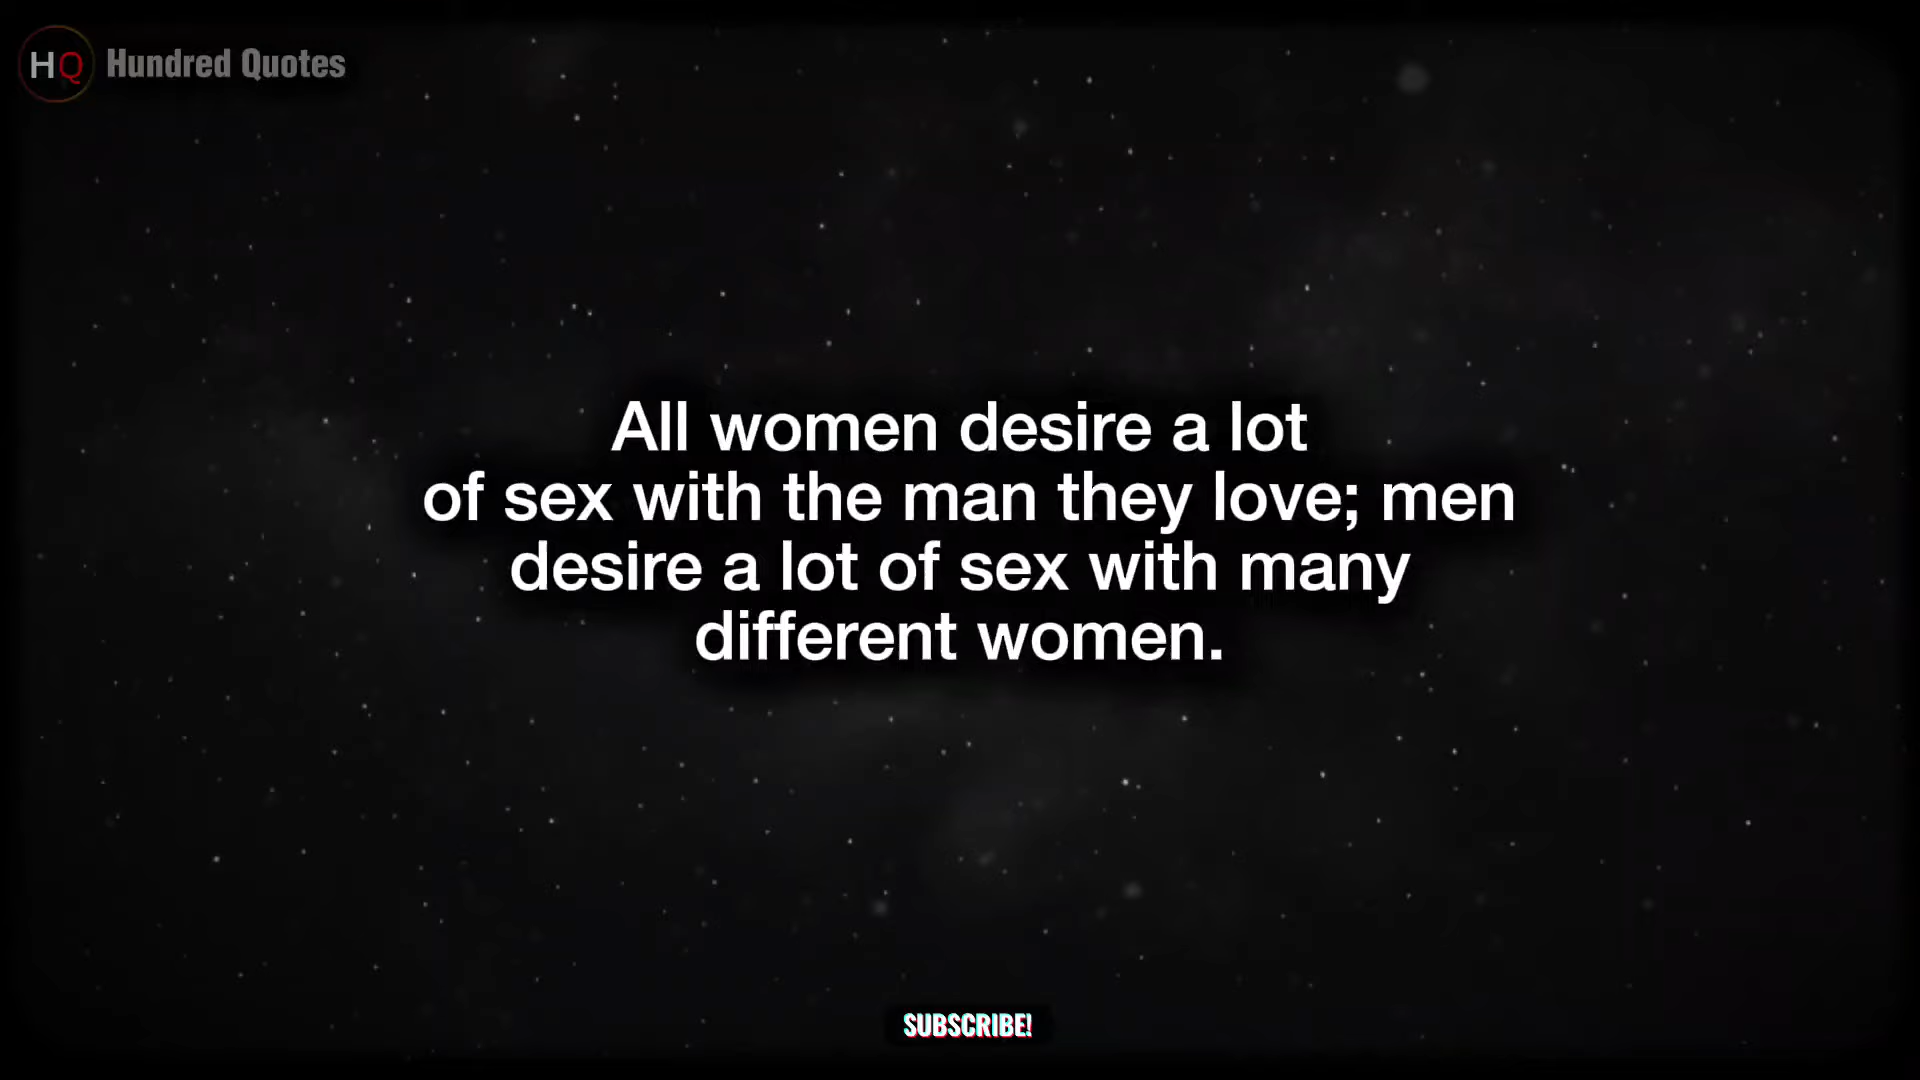 HQ Hundred Quotes
All women desire a lot
of sex with the man they love; men
desire a lot of sex with many
different women.
SUBSCRIBE!